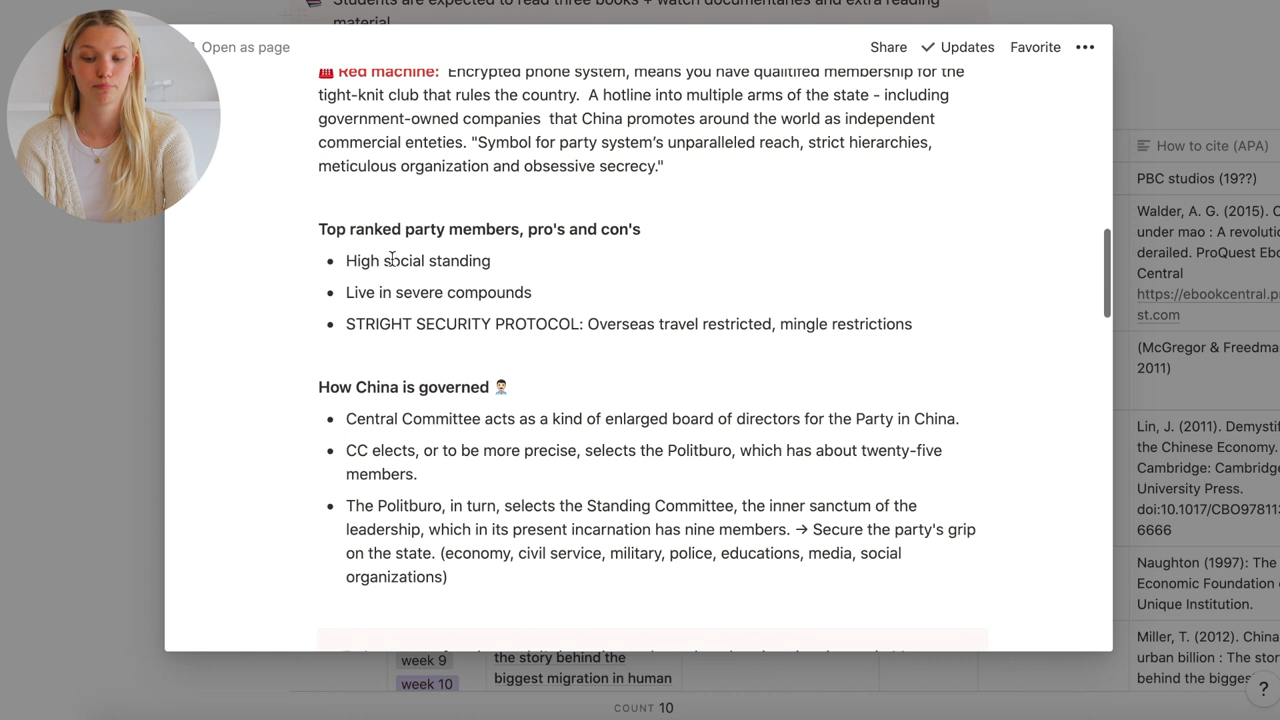 Students are expected to read three books + watch documentaries and extra reading
material
Open as page
Share
Updates
Favorite
Red machine: Encrypted phone system, means you have qualitifed membership for the
tight-knit club that rules the country. A hotline into multiple arms of the state - including
government-owned companies that China promotes around the world as independent
commercial enteties. "Symbol for party system's unparalleled reach, strict hierarchies,
meticulous organization and obsessive secrecy."
Top ranked party members, pro's and con's
• High social standing
• Live in severe compounds
• STRIGHT SECURITY PROTOCOL: Overseas travel restricted, mingle restrictions
How China is governed
• Central Committee acts as a kind of enlarged board of directors for the Party in China.
• CC elects, or to be more precise, selects the Politburo, which has about twenty-five
members.
• The Politburo, in turn, selects the Standing Committee, the inner sanctum of the
leadership, which in its present incarnation has nine members. → Secure the party's grip
on the state. (economy, civil service, military, police, educations, media, social
organizations)
How to cite (APA)
PBC studios (19??)
Walder, A. G. (2015). C
under mao : A revoluti
derailed. ProQuest Ebo
Central
https://ebookcentral.p
st.com
(McGregor & Freedma
2011)
Lin, J. (2011). Demystif
the Chinese Economy.
Cambridge: Cambridg
University Press.
doi:10.1017/CBO978113
6666
Naughton (1997): The
Economic Foundation o
Unique Institution.
Miller, T. (2012). China
urban billion : The stor
behind the bigges
week 9
week 10
the story behind the
biggest migration in human
COUNT 10
?